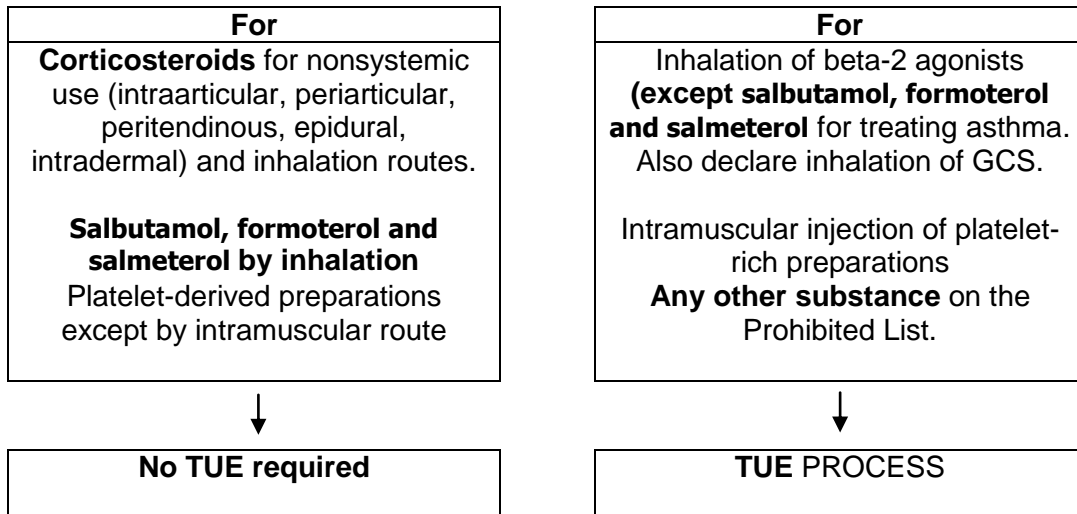 For
Corticosteroids for nonsystemic
use (intraarticular, periarticular,
peritendinous, epidural,
intradermal) and inhalation routes.
Salbutamol, formoterol and
salmeterol by inhalation
Platelet-derived preparations
except by intramuscular route
No TUE required
For
Inhalation of beta-2 agonists
(except salbutamol, formoterol
and salmeterol for treating asthma.
Also declare inhalation of GCS.
Intramuscular injection of platelet-
rich preparations
Any other substance on the
Prohibited List.
TUE PROCESS